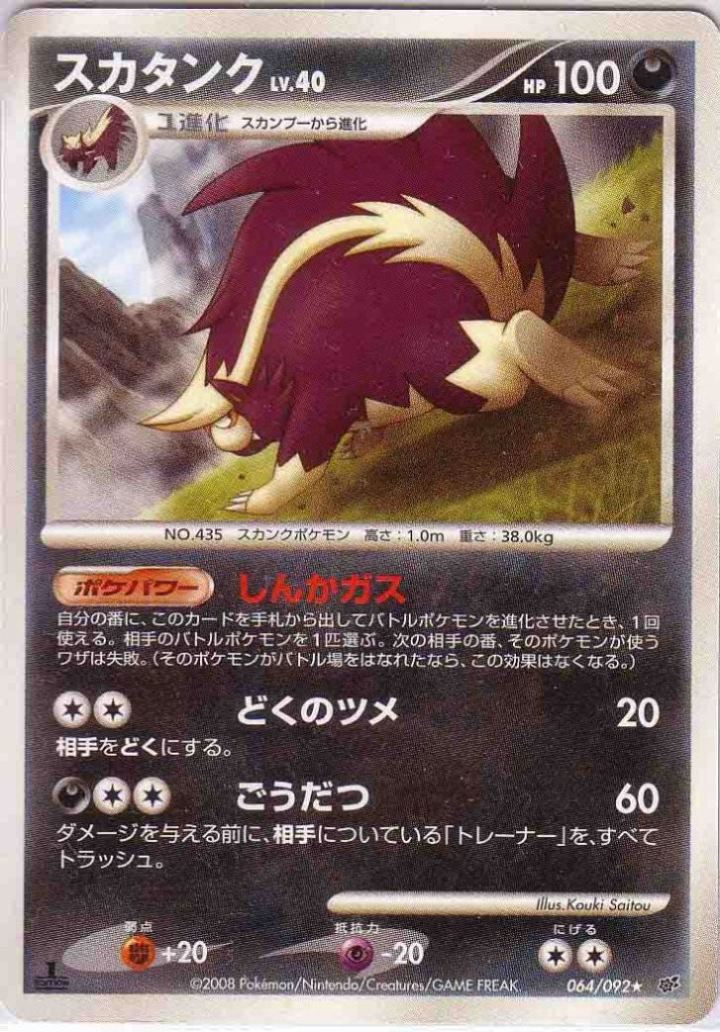 スカタンク LV.40 HP 100
1進化 スカンプーから進化
NO.435 スカンクポケモン 高さ:1.0m 重さ:38.0kg
ポケパワー しんかガス
自分の番に、このカードを手札から出してバトルポケモンを進化させたとき、1回
使える。相手のバトルポケモンを1匹選ぶ。次の相手の番、そのポケモンが使う
ワザは失敗。(そのポケモンがバトル場をはなれたなら、この効果はなくなる。)
どくのツメ 20
相手をどくにする。
ごうだつ 60
ダメージを与える前に、相手についている「トレーナー」を、すべて
トラッシュ。
Illus.Kouki Saitou
弱点 抵抗力 にげる
+20 -20
1 EDITION ©2008 Pokémon/Nintendo/Creatures/GAME FREAK 064/092★